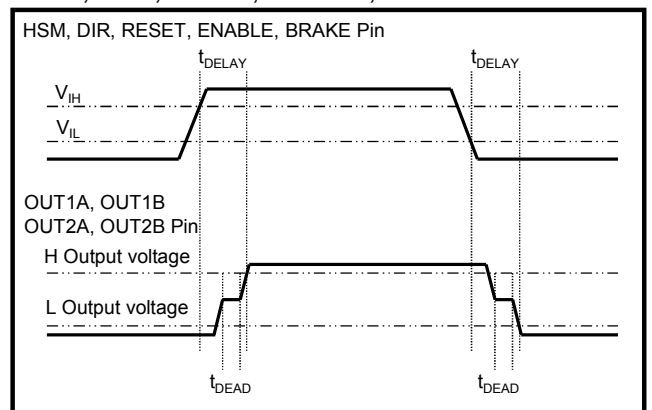 HSM, DIR, RESET, ENABLE, BRAKE Pin
tDELAY tDELAY
VIH
VIL
OUT1A, OUT1B
OUT2A, OUT2B Pin
H Output voltage
L Output voltage
tDEAD tDEAD